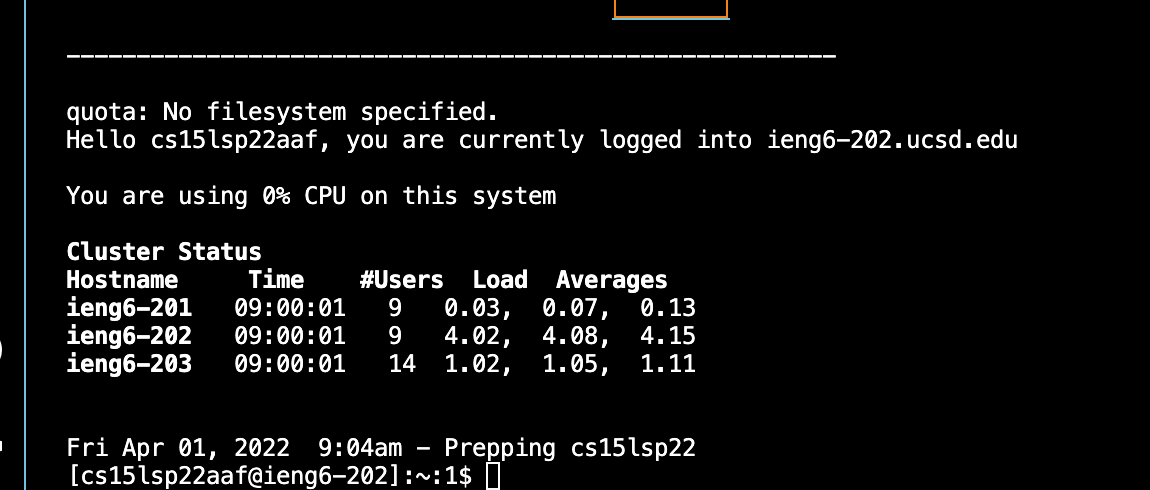 quota: No filesystem specified.
Hello cs15lsp22aaf, you are currently logged into ieng6-202.ucsd.edu
You are using 0% CPU on this system
Cluster Status
Hostname     Time    #Users  Load  Averages
ieng6-201   09:00:01   9   0.03,  0.07,  0.13
ieng6-202   09:00:01   9   4.02,  4.08,  4.15
ieng6-203   09:00:01   14  1.02,  1.05,  1.11
Fri Apr 01, 2022  9:04am - Prepping cs15lsp22
[cs15lsp22aaf@ieng6-202]:~:1$